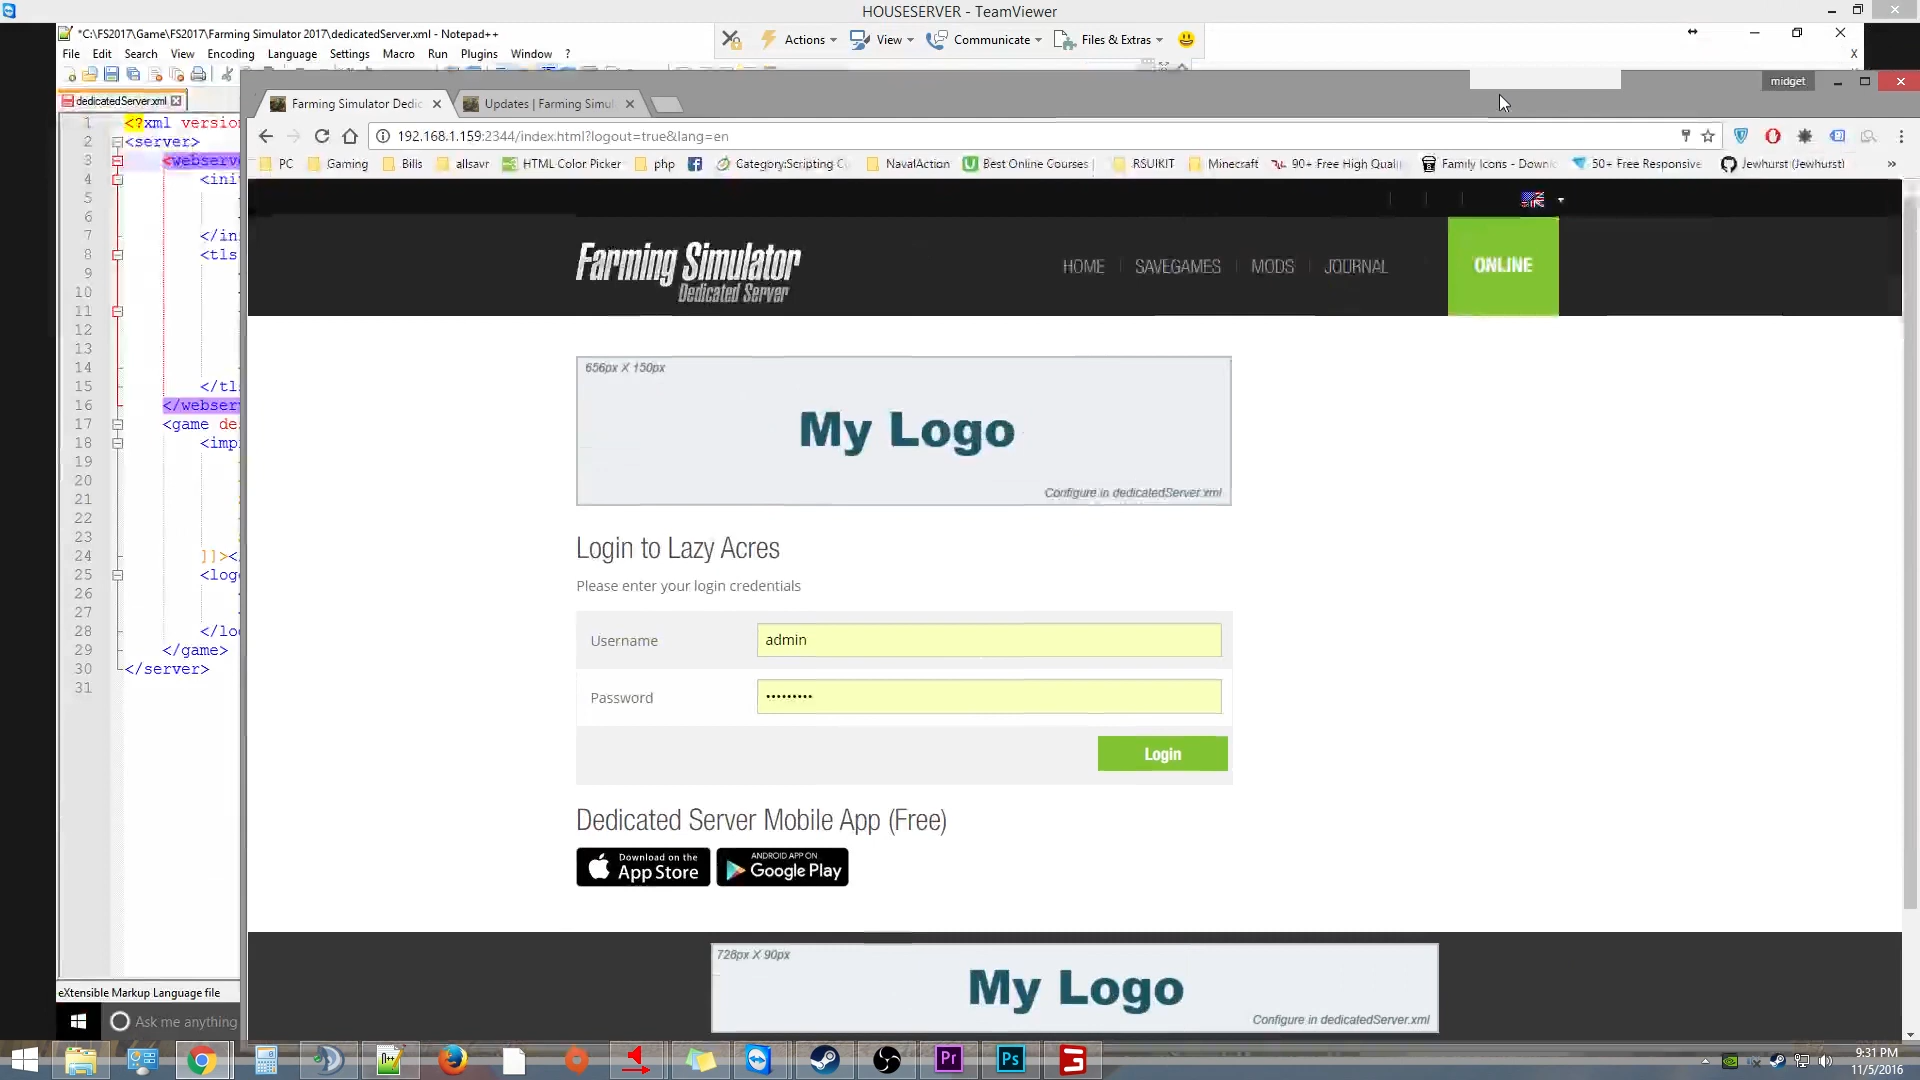 HOUSESERVER - TeamViewer
*C:\FS2017\Game\FS2017\Farming Simulator 2017\dedicatedServer.xml - Notepad++
Actions View Communicate Files & Extras
File Edit Search View Encoding Language Settings Macro Run Plugins Window ? X
midget
dedicatedServer.xml
Farming Simulator Dedic
Updates | Farming Simul
192.168.1.159:2344/index.html?logout=true&lang=en
PC Gaming Bills allsavr HTML Color Picker php Category:Scripting NavalAction Best Online Courses | RSUIKIT Minecraft 90+ Free High Quali Family Icons - Down 50+ Free Responsive Jewhurst (Jewhurst) »
1 <?xml version
2 <server>
3 <webserve
4 <ini
5
6
7 </in
8 <tls
9
10
11
12
13
14
15 </tl
16 </webserv
17 <game de
18 <imp
19
20
21
22
23
24 ]]><
25 <log
26
27
28 </lo
29 </game>
30 </server>
31
Farming Simulator
Dedicated Server
HOME SAVEGAMES MODS JOURNAL ONLINE
656px X 150px
My Logo
Configure in dedicatedServer.xml
Login to Lazy Acres
Please enter your login credentials
Username admin
Password •••••••••
Login
Dedicated Server Mobile App (Free)
Download on the
App Store
ANDROID APP ON
Google Play
728px X 90px
My Logo
Configure in dedicatedServer.xml
eXtensible Markup Language file
Ask me anything
Pr Ps
9:31 PM
11/5/2016